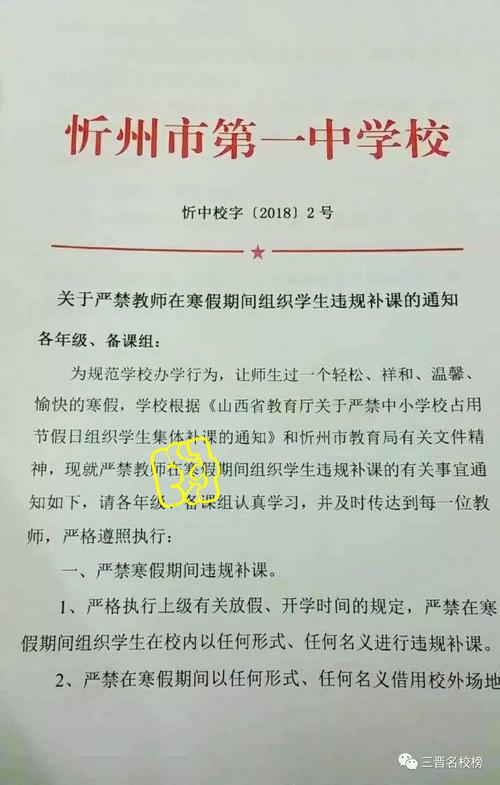 忻州市第一中学校
忻中校字〔2018〕2号
关于严禁教师在寒假期间组织学生违规补课的通知
各年级、备课组：
为规范学校办学行为，让师生过一个轻松、祥和、温馨、
愉快的寒假，学校根据《山西省教育厅关于严禁中小学校占用
节假日组织学生集体补课的通知》和忻州市教育局有关文件精
神，现就严禁教师在寒假期间组织学生违规补课的有关事宜通
知如下，请各年级、备课组认真学习，并及时传达到每一位教
师，严格遵照执行：
一、严禁寒假期间违规补课。
1、严格执行上级有关放假、开学时间的规定，严禁在寒
假期间组织学生在校内以任何形式、任何名义进行违规补课。
2、严禁在寒假期间以任何形式、任何名义借用校外场地
三晋名校榜